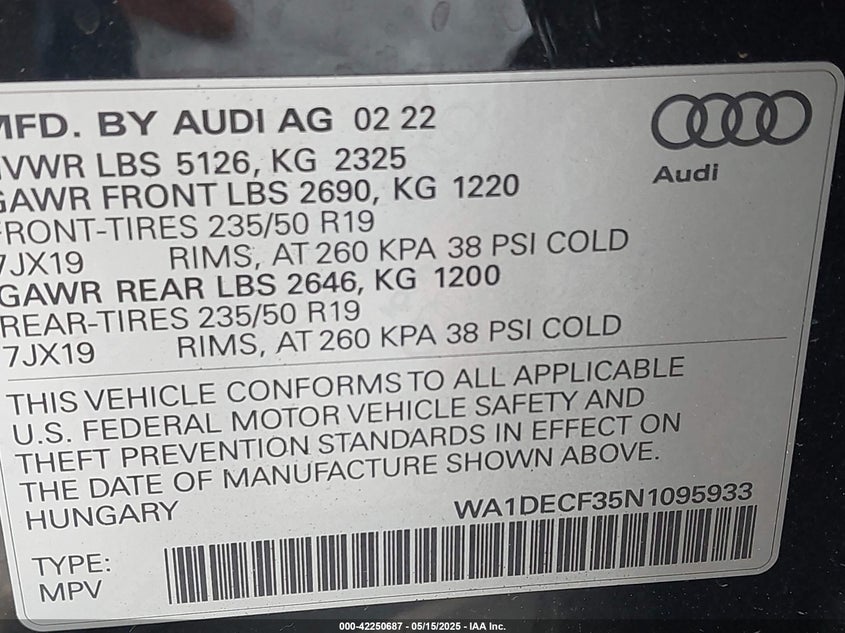 MFD. BY AUDI AG 02 22
Audi
GVWR LBS 5126, KG 2325
GAWR FRONT LBS 2690, KG 1220
FRONT-TIRES 235/50 R19
7JX19 RIMS, AT 260 KPA 38 PSI COLD
GAWR REAR LBS 2646, KG 1200
REAR-TIRES 235/50 R19
7JX19 RIMS, AT 260 KPA 38 PSI COLD
THIS VEHICLE CONFORMS TO ALL APPLICABLE
U.S. FEDERAL MOTOR VEHICLE SAFETY AND
THEFT PREVENTION STANDARDS IN EFFECT ON
THE DATE OF MANUFACTURE SHOWN ABOVE.
HUNGARY WA1DECF35N1095933
TYPE:
MPV
000-42250687 - 05/15/2025 - IAA Inc.